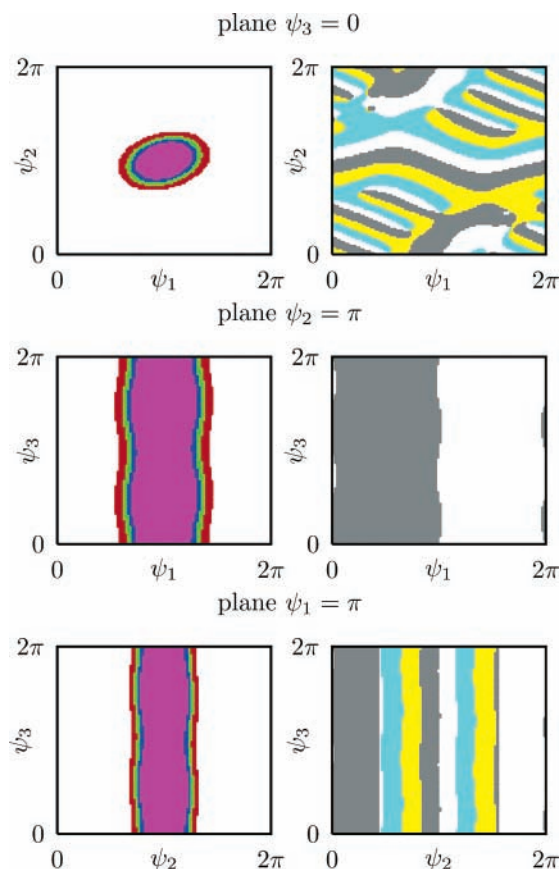 plane ψ₃ = 0
2π 2π
ψ₂ ψ₂
0 0
0 ψ₁ 2π 0 ψ₁ 2π
plane ψ₂ = π
2π 2π
ψ₃ ψ₃
0 0
0 ψ₁ 2π 0 ψ₁ 2π
plane ψ₁ = π
2π 2π
ψ₃ ψ₃
0 0
0 ψ₂ 2π 0 ψ₂ 2π